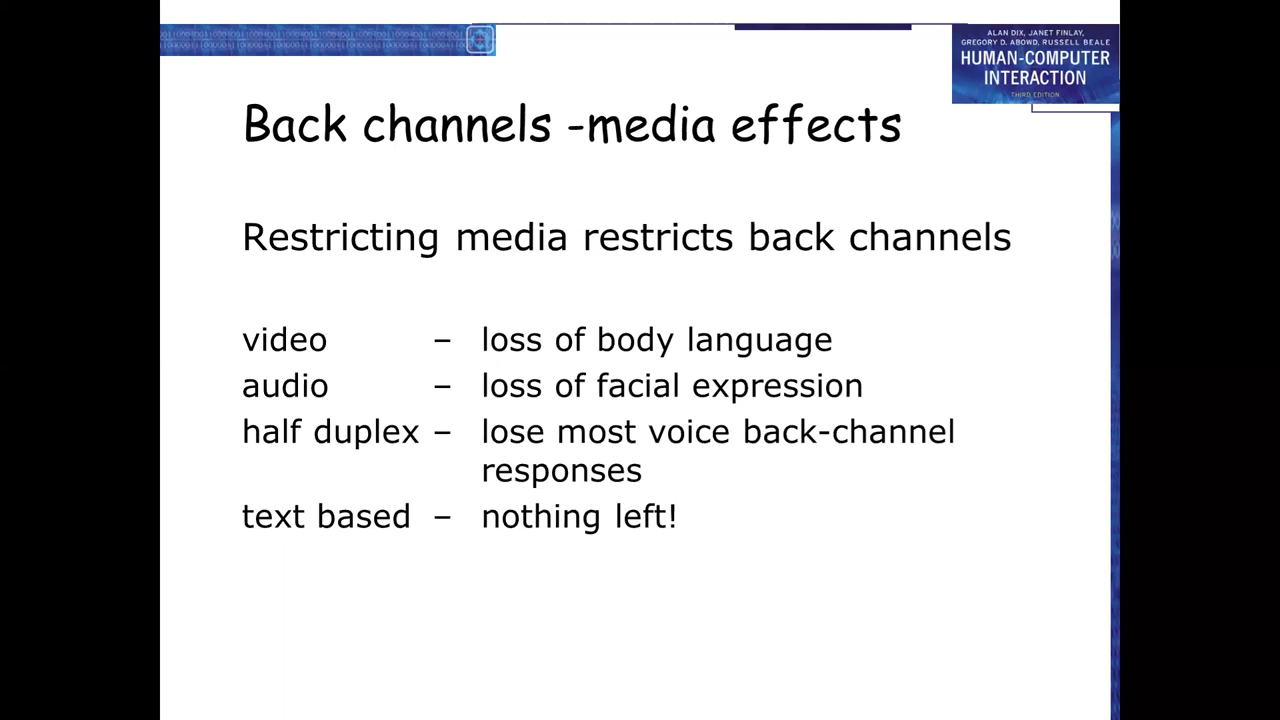 ALAN DIX, JANET FINLAY,
GREGORY D. ABOWD, RUSSELL BEALE
HUMAN-COMPUTER
INTERACTION
THIRD EDITION
Back channels -media effects
Restricting media restricts back channels
video – loss of body language
audio – loss of facial expression
half duplex – lose most voice back-channel
responses
text based – nothing left!